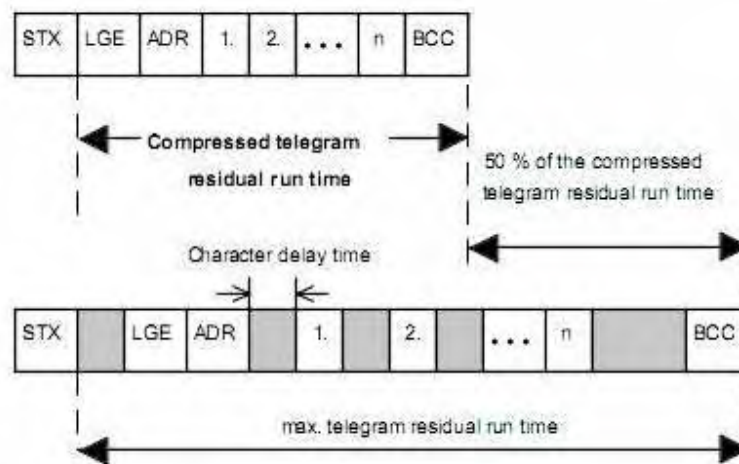 STX LGE ADR 1. 2. ... n BCC
Compressed telegram
residual run time
50 % of the compressed
telegram residual run time
Character delay time
STX LGE ADR 1. 2. ... n BCC
max. telegram residual run time